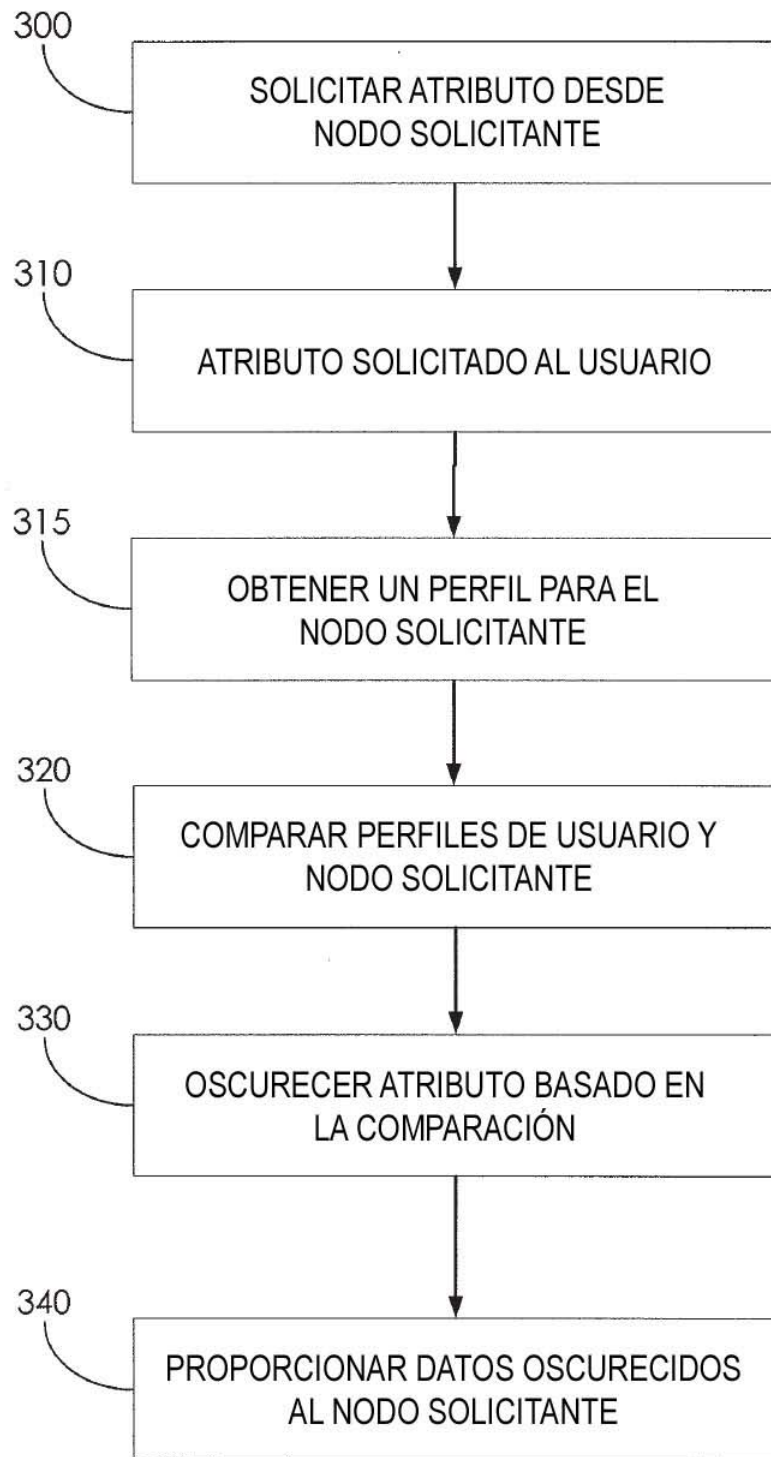 300
SOLICITAR ATRIBUTO DESDE
NODO SOLICITANTE
310
ATRIBUTO SOLICITADO AL USUARIO
315
OBTENER UN PERFIL PARA EL
NODO SOLICITANTE
320
COMPARAR PERFILES DE USUARIO Y
NODO SOLICITANTE
330
OSCURECER ATRIBUTO BASADO EN
LA COMPARACIÓN
340
PROPORCIONAR DATOS OSCURECIDOS
AL NODO SOLICITANTE